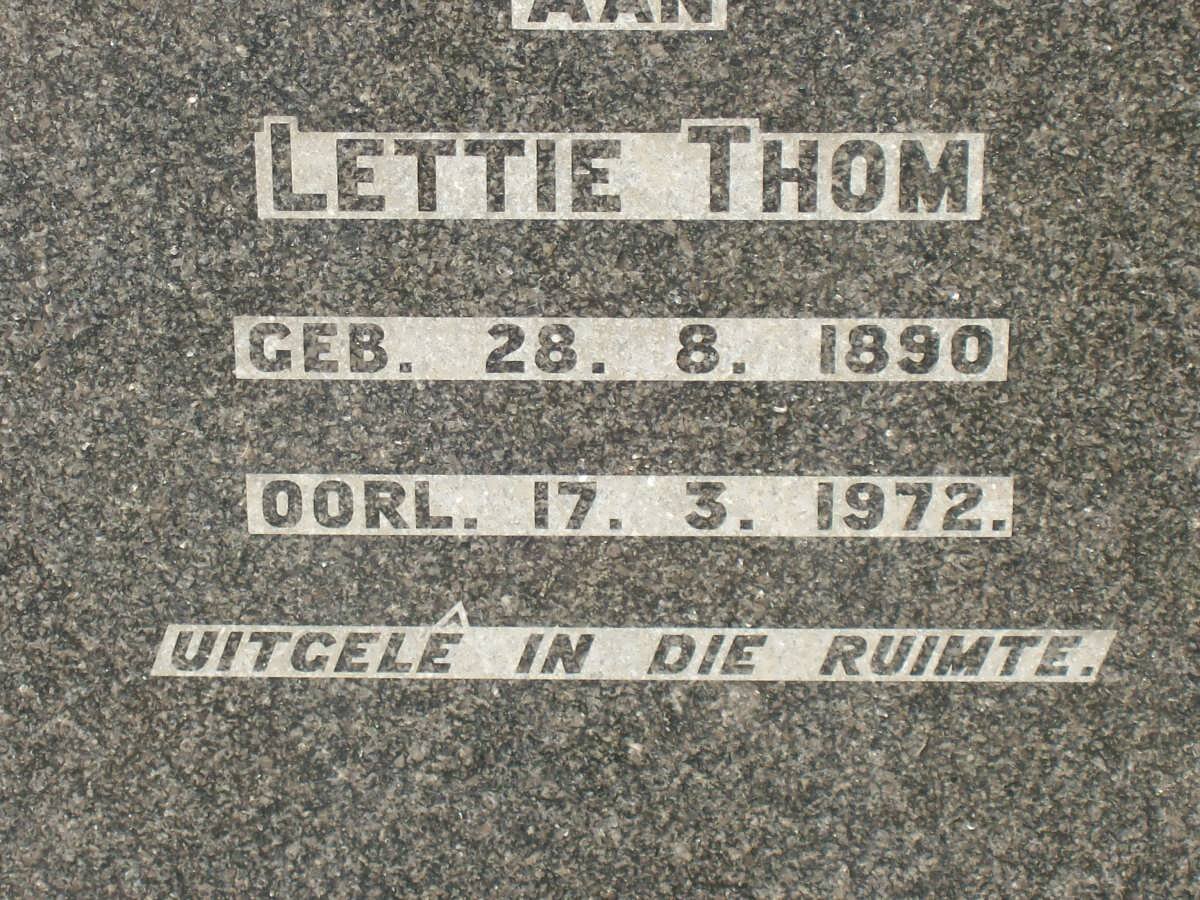 AAN
LETTIE THOM
GEB. 28. 8. 1890
OORL. 17. 3. 1972.
UITGELÊ IN DIE RUIMTE.